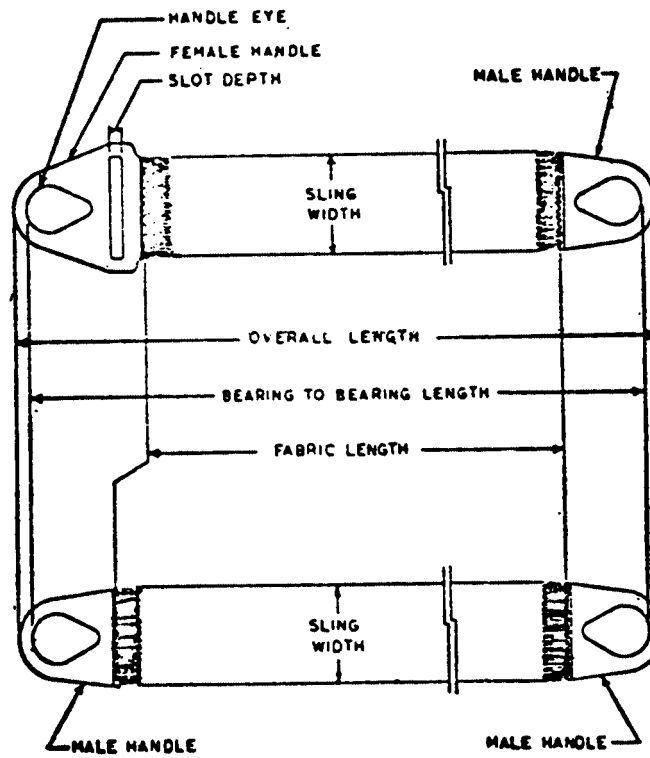 HANDLE EYE
FEMALE HANDLE
SLOT DEPTH
MALE HANDLE
SLING
WIDTH
OVERALL LENGTH
BEARING TO BEARING LENGTH
FABRIC LENGTH
SLING
WIDTH
MALE HANDLE
MALE HANDLE